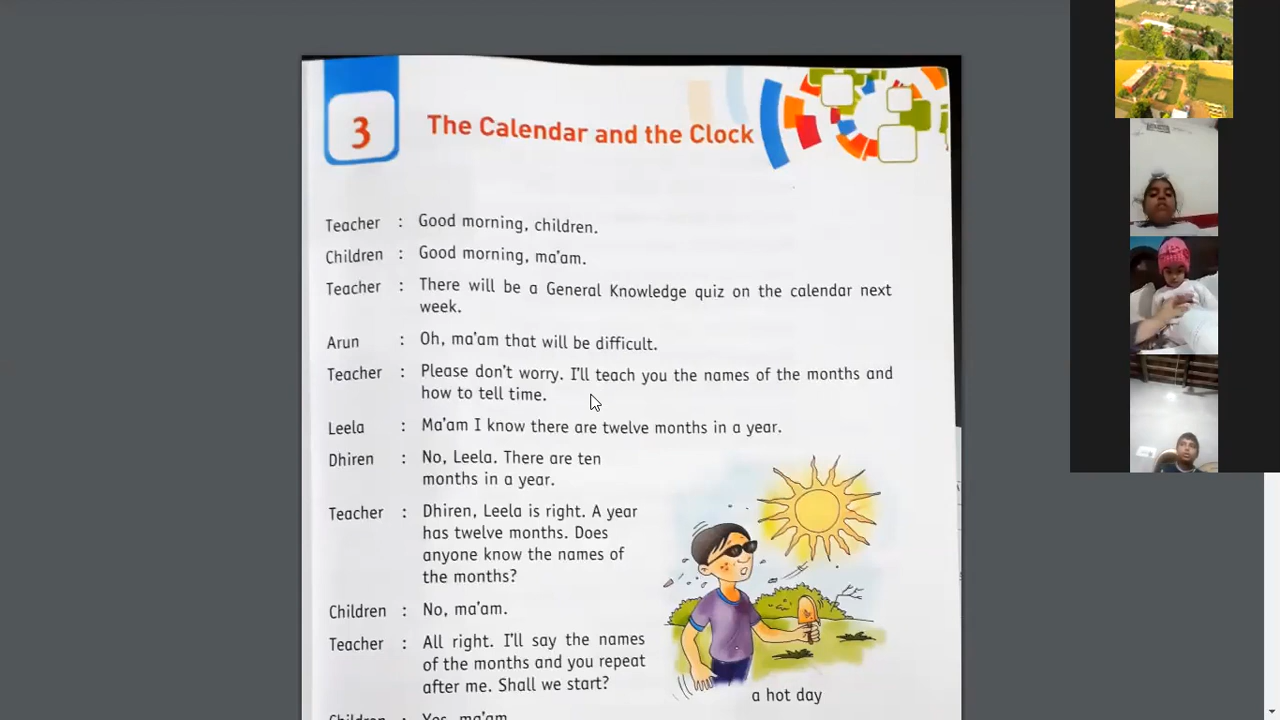 3
The Calendar and the Clock
Teacher : Good morning, children.
Children : Good morning, ma'am.
Teacher : There will be a General Knowledge quiz on the calendar next
week.
Arun : Oh, ma'am that will be difficult.
Teacher : Please don't worry. I'll teach you the names of the months and
how to tell time.
Leela : Ma'am I know there are twelve months in a year.
Dhiren : No, Leela. There are ten
months in a year.
Teacher : Dhiren, Leela is right. A year
has twelve months. Does
anyone know the names of
the months?
Children : No, ma'am.
Teacher : All right. I'll say the names
of the months and you repeat
after me. Shall we start?
a hot day
Children : Yes, ma'am